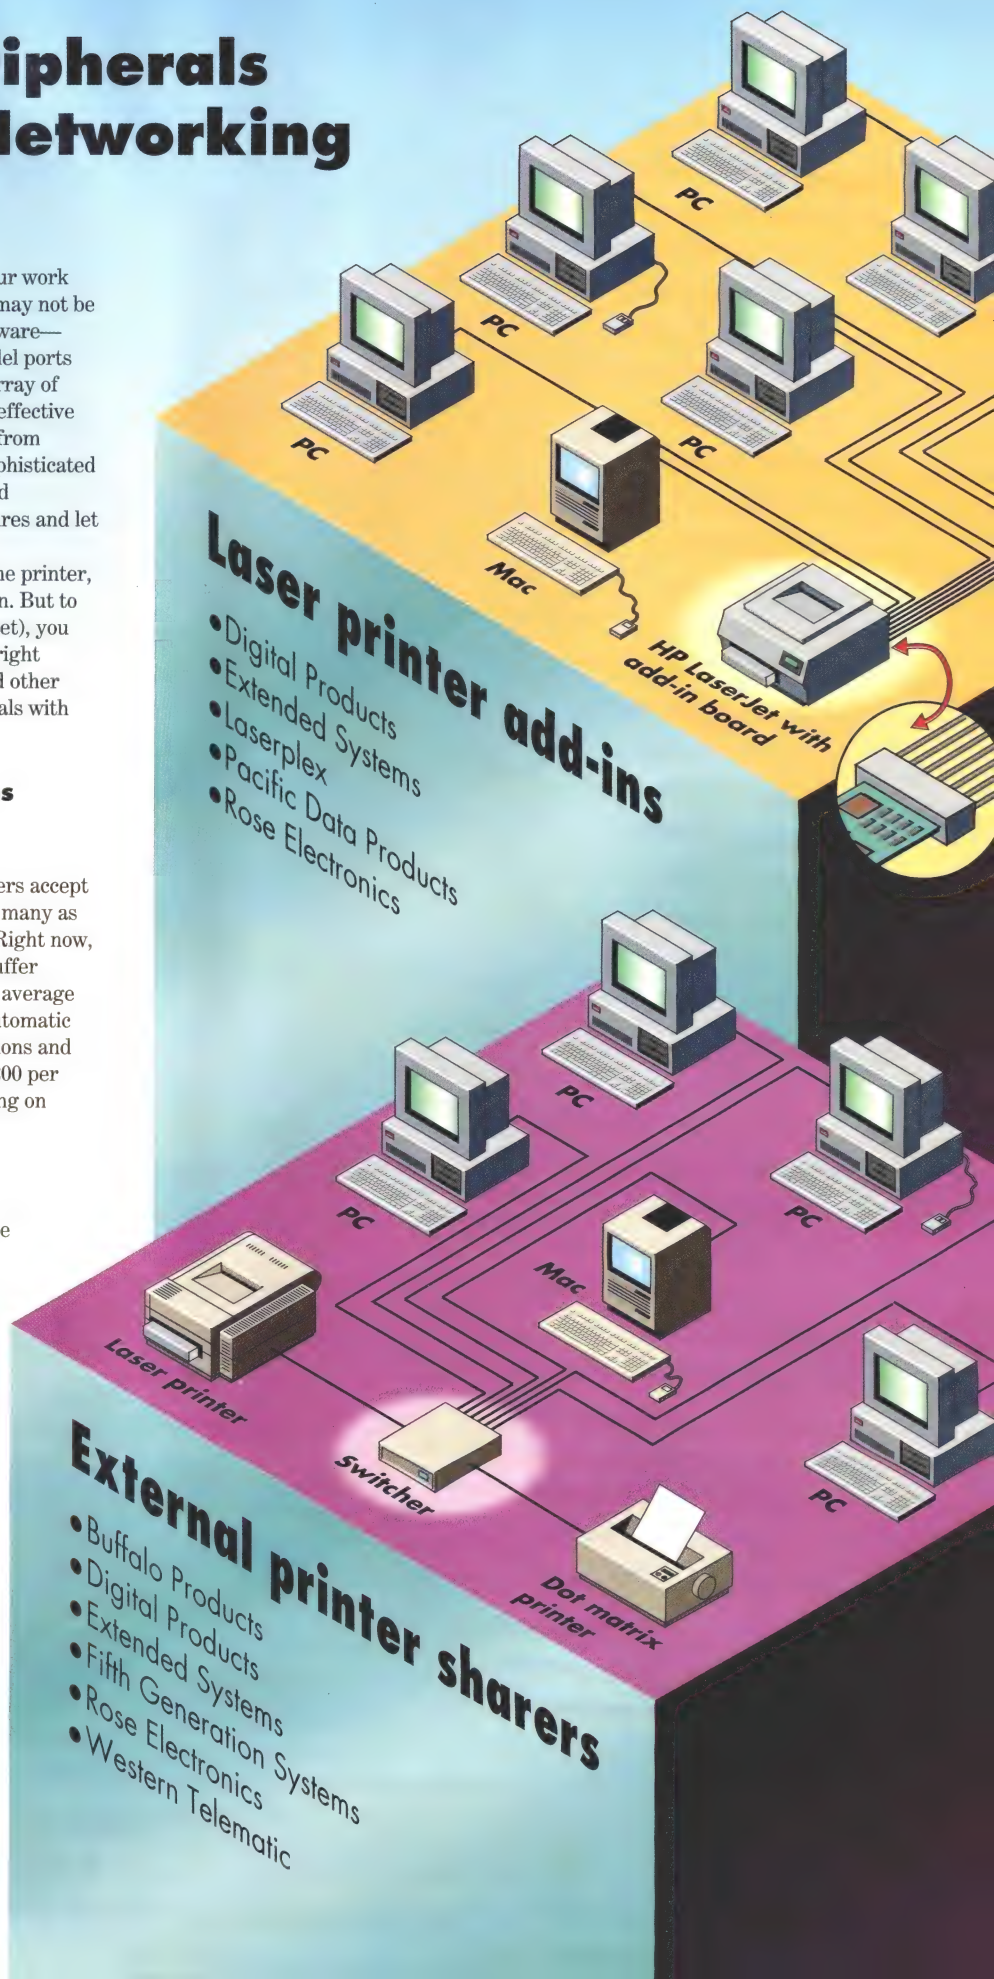 ipherals
Networking
ur work
may not be
ware—
lel ports
rray of
effective
from
phisticated
d
res and let
ne printer,
n. But to
et), you
right
d other
als with
s
ers accept
many as
Right now,
uffer
average
tomatic
ions and
200 per
ng on
e
PC
PC
PC
PC
Mac
HP LaserJet with
add-in board
Laser printer add-ins
•Digital Products
•Extended Systems
•Laserplex
•Pacific Data Products
•Rose Electronics
PC
PC
PC
Mac
PC
Laser printer
Switcher
Dot matrix
printer
External printer sharers
•Buffalo Products
•Digital Products
•Extended Systems
•Fifth Generation Systems
•Rose Electronics
•Western Telematic